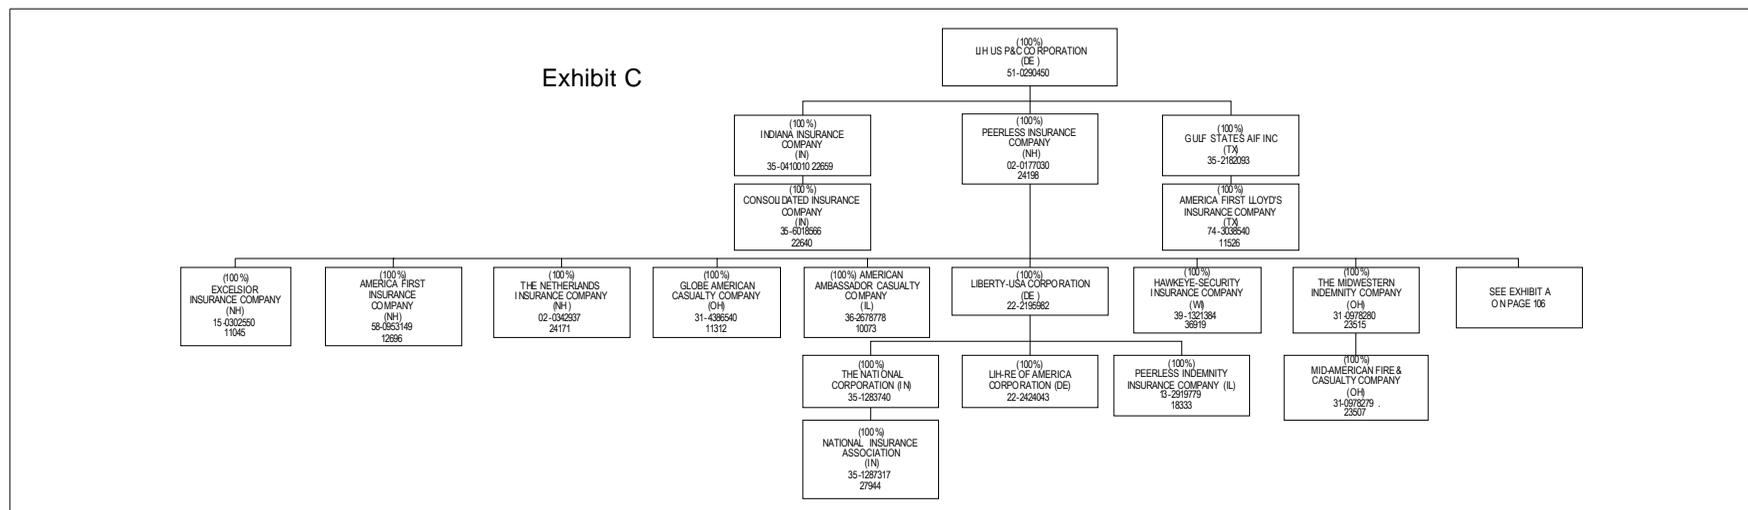 Exhibit C
(100%)
LIH US P&C CORPORATION
(DE )
51-0290450
(100%)
INDIANA INSURANCE
COMPANY
(IN)
35-0410010 22659
(100%)
PEERLESS INSURANCE
COMPANY
(NH)
02-0177030
24198
(100%)
GULF STATES AIF INC
(TX)
35-2182093
(100%)
CONSOLIDATED INSURANCE
COMPANY
(IN)
35-6018566
22640
(100%)
AMERICA FIRST LLOYD'S
INSURANCE COMPANY
(TX)
74-3038540
11526
(100%)
EXCELSIOR
INSURANCE COMPANY
(NH)
15-0302550
11045
(100%)
AMERICA FIRST
INSURANCE
COMPANY
(NH)
58-0953149
12696
(100%)
THE NETHERLANDS
INSURANCE COMPANY
(NH )
02-0342937
24171
(100%)
GLOBE AMERICAN
CASUALTY COMPANY
(OH)
31-4386540
11312
(100%) AMERICAN
AMBASSADOR CASUALTY
COMPANY
(IL)
36-2678778
10073
(100%)
LIBERTY-USA CORPORATION
(DE )
22-2195982
(100%)
HAWKEYE-SECURITY
INSURANCE COMPANY
(WI)
39-1321384
36919
(100%)
THE MIDWESTERN
INDEMNITY COMPANY
(OH)
31-0978280
23515
SEE EXHIBIT A
ON PAGE 106
(100%)
THE NATIONAL
CORPORATION (IN)
35-1283740
(100%)
LIH-RE OF AMERICA
CORPORATION (DE)
22-2424043
(100%)
PEERLESS INDEMNITY
INSURANCE COMPANY (IL)
13-2919779
18333
(100%)
MID-AMERICAN FIRE &
CASUALTY COMPANY
(OH)
31-0978279 .
23507
(100%)
NATIONAL INSURANCE
ASSOCIATION
(IN)
35-1287317
27944